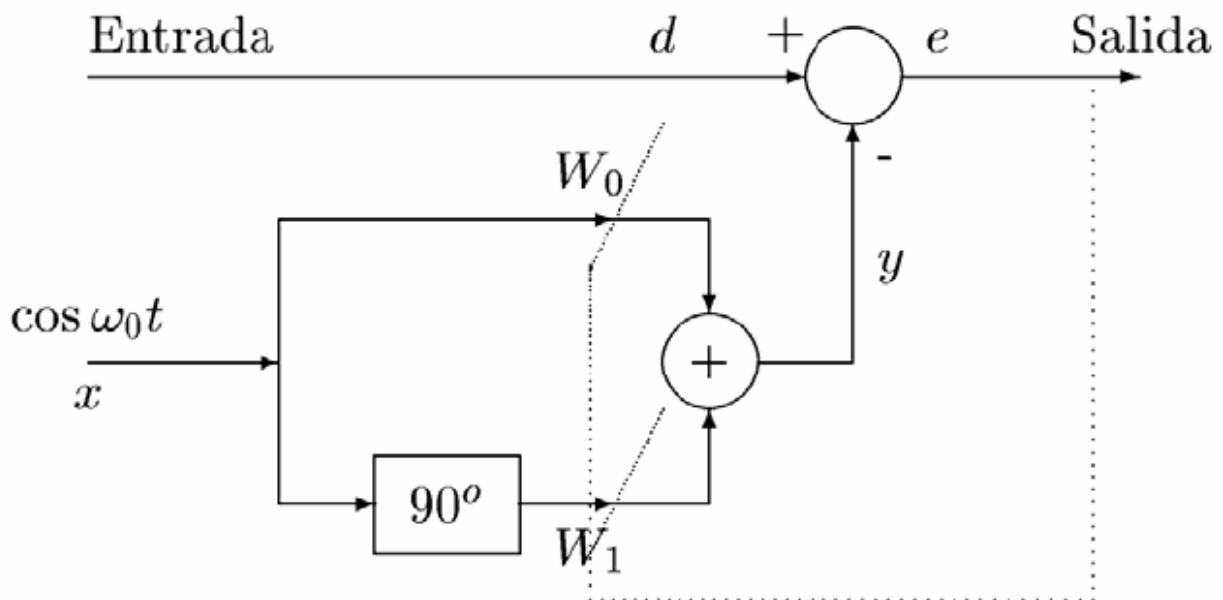 Entrada
d
+
e
Salida
-
W₀
y
cos ω₀t
x
+
90º
W₁